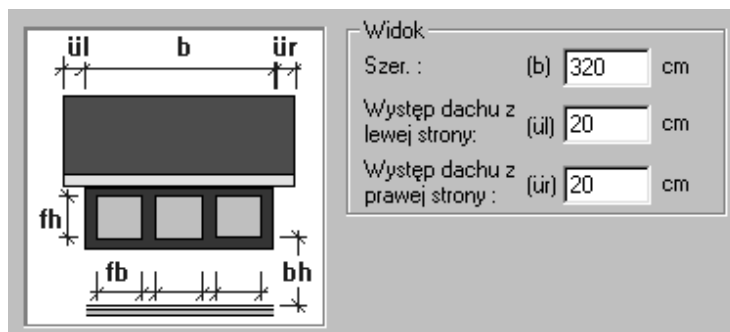 ül b ür
fh
fb bh
Widok
Szer. : (b) 320 cm
Występ dachu z
lewej strony: (ül) 20 cm
Występ dachu z
prawej strony : (ür) 20 cm